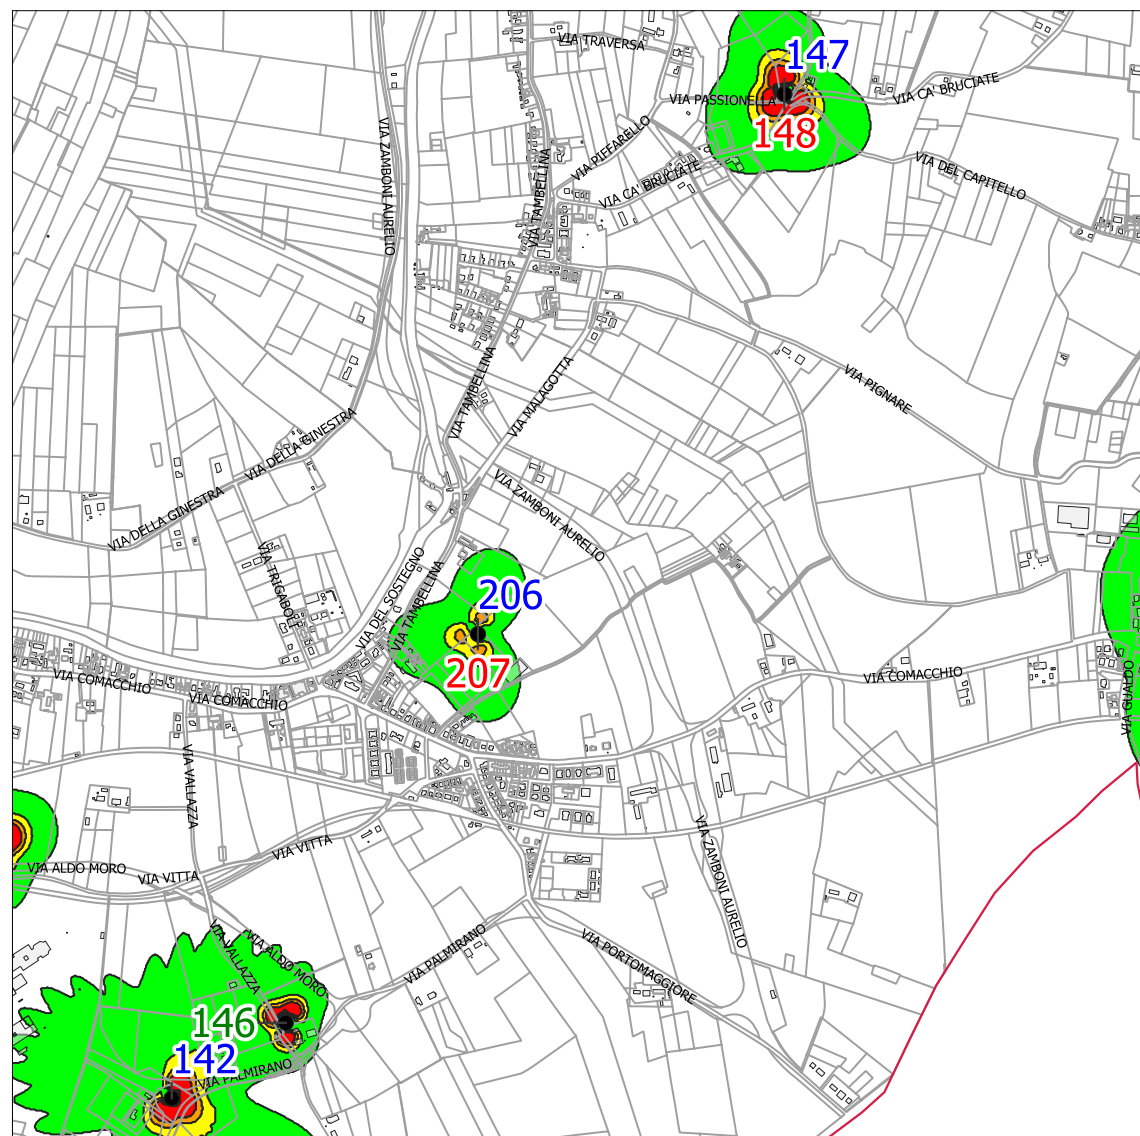 VIA TRAVERSA
147
VIA CA' BRUCIATE
VIA PASSIONELLA
148
VIA ZAMBONI AURELIO
VIA PIFFARELLO
VIA TAMBELLINA
VIA CA' BRUCIATE
VIA DEL CAPITELLO
VIA TAMBELLINA
VIA MALAGOTTA
VIA PIGNARE
VIA DELLA GINESTRA
VIA DELLA GINESTRA
VIA ZAMBONI AURELIO
VIA TRIGABOLI
VIA DEL SOSTEGNO
VIA TAMBELLINA
206
207
VIA COMACCHIO
VIA COMACCHIO
VIA COMACCHIO
VIA GUALDO
VIA VALLAZZA
VIA VITTA
VIA ZAMBONI AURELIO
VIA ALDO MORO
VIA VITTA
VIA VALLAZZA
VIA ALDO MORO
VIA PALMIRANO
VIA PORTOMAGGIORE
146
142
VIA PALMIRANO